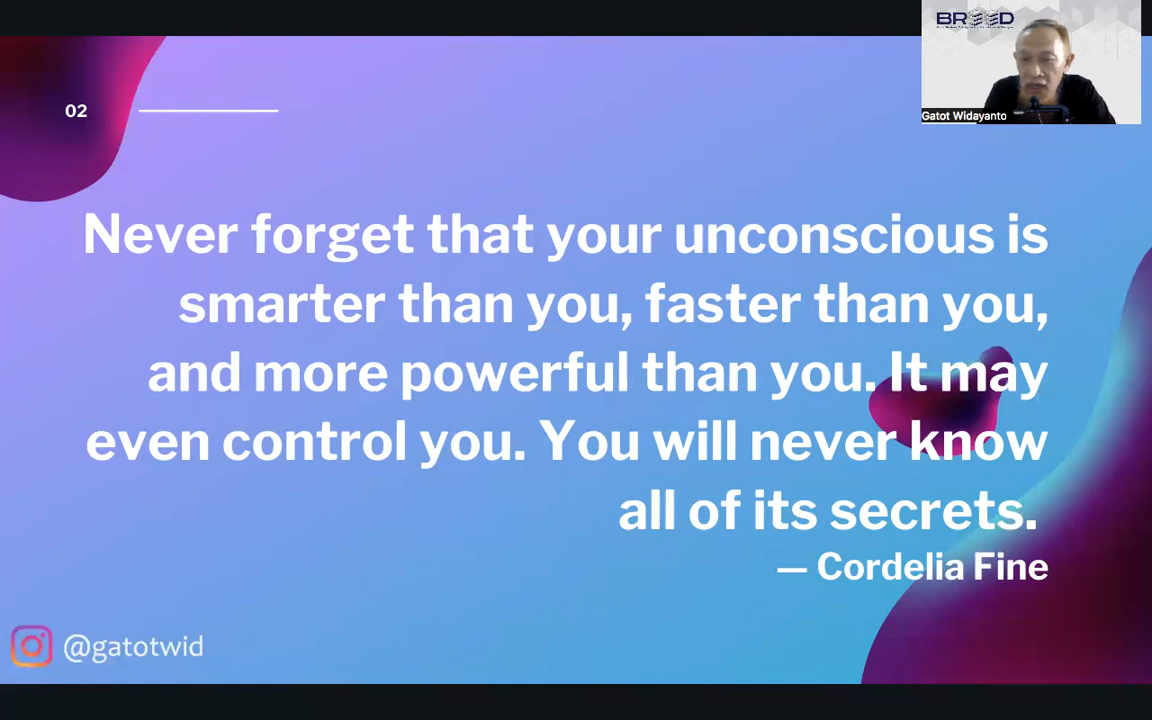 BREED
Gatot Widayanto
02
Never forget that your unconscious is
smarter than you, faster than you,
and more powerful than you. It may
even control you. You will never know
all of its secrets.
— Cordelia Fine
@gatotwid